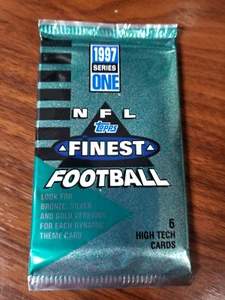 1997
SERIES
ONE
NFL
Topps
FINEST
FOOTBALL
LOOK FOR
BRONZE, SILVER
AND GOLD VERSIONS
FOR EACH DYNAMIC
THEME CARD
6
HIGH TECH
CARDS